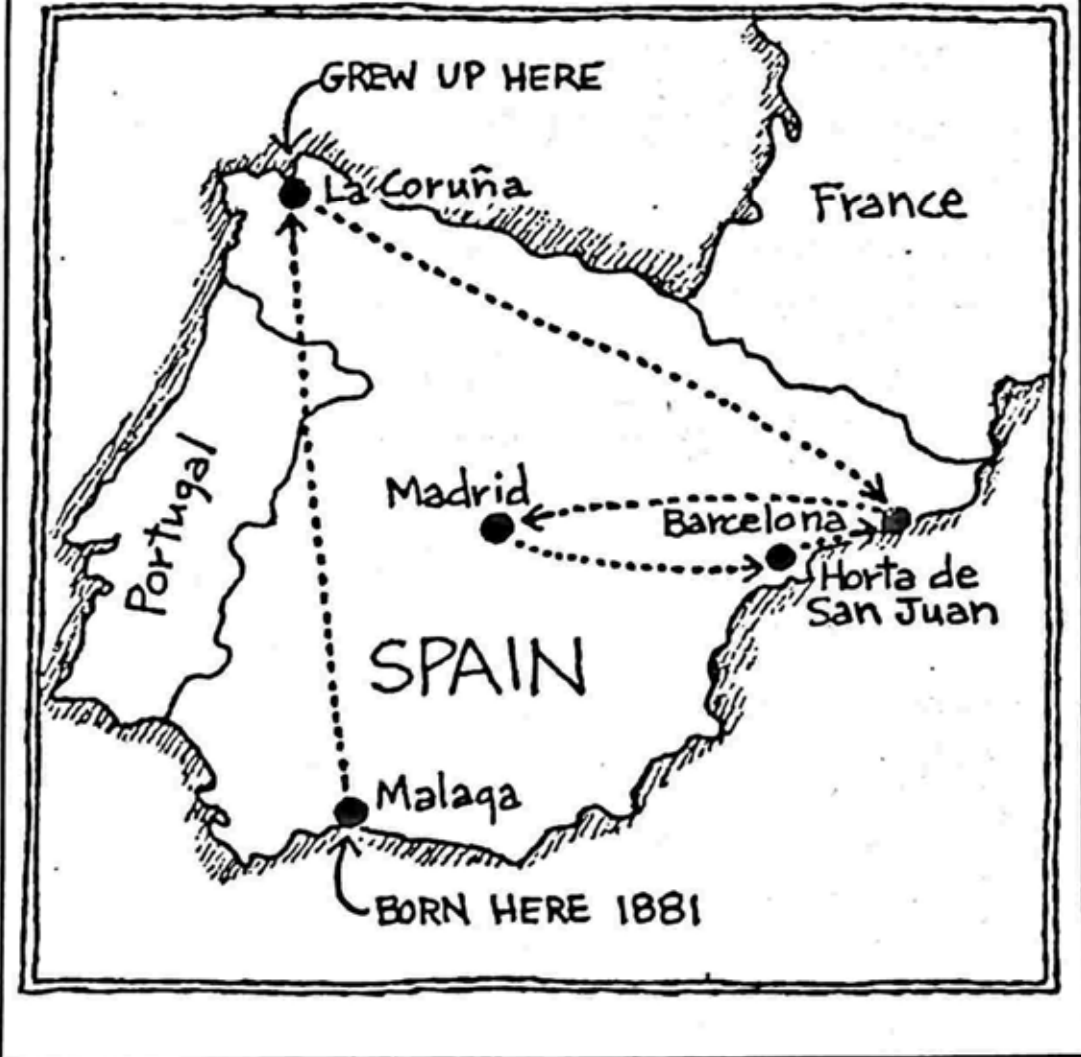 GREW UP HERE
La Coruña
France
Portugal
Madrid
Barcelona
Horta de
San Juan
SPAIN
Malaga
BORN HERE 1881